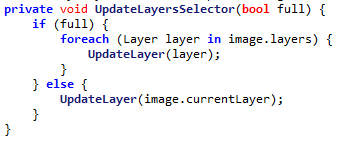 private void UpdateLayersSelector(bool full) {
    if (full) {
        foreach (Layer layer in image.layers) {
            UpdateLayer(layer);
        }
    } else {
        UpdateLayer(image.currentLayer);
    }
}